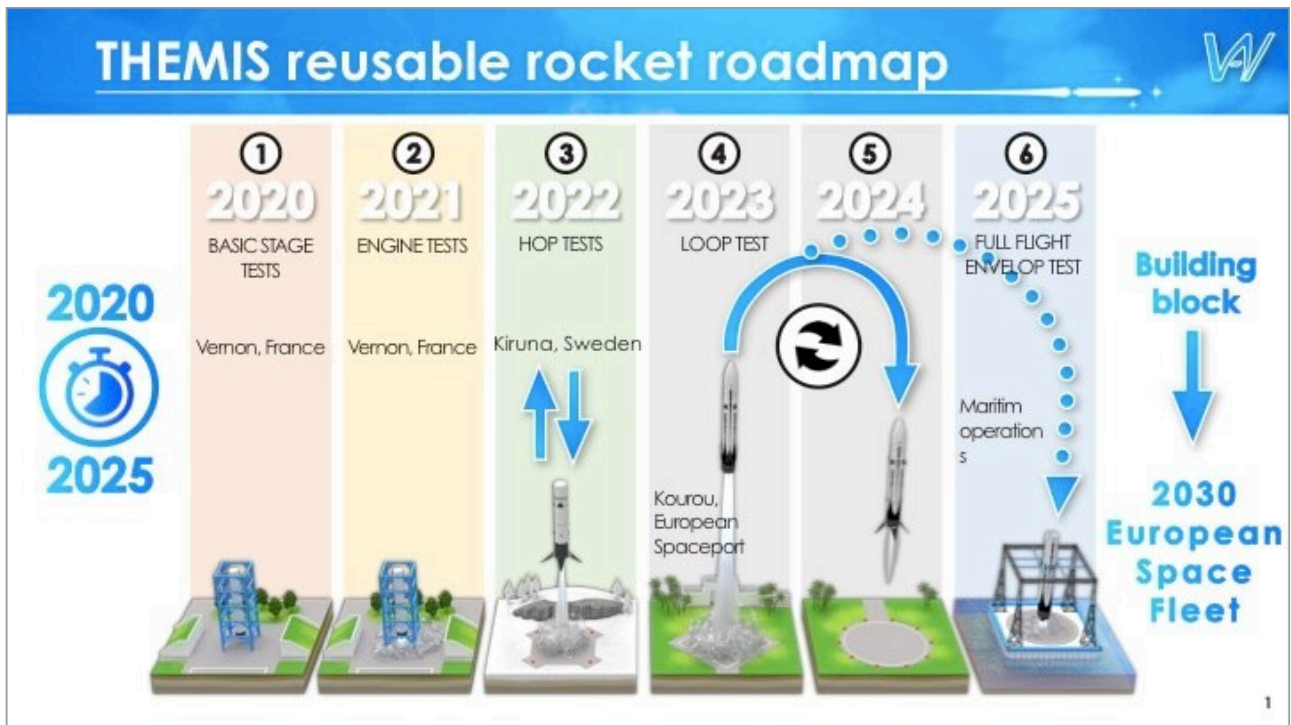 THEMIS reusable rocket roadmap
1
2020
BASIC STAGE
TESTS
Vernon, France
2
2021
ENGINE TESTS
Vernon, France
3
2022
HOP TESTS
Kiruna, Sweden
4
2023
LOOP TEST
Kourou,
European
Spaceport
5
2024
6
2025
FULL FLIGHT
ENVELOP TEST
Maritim
operation
s
2020
2025
Building
block
2030
European
Space
Fleet
1